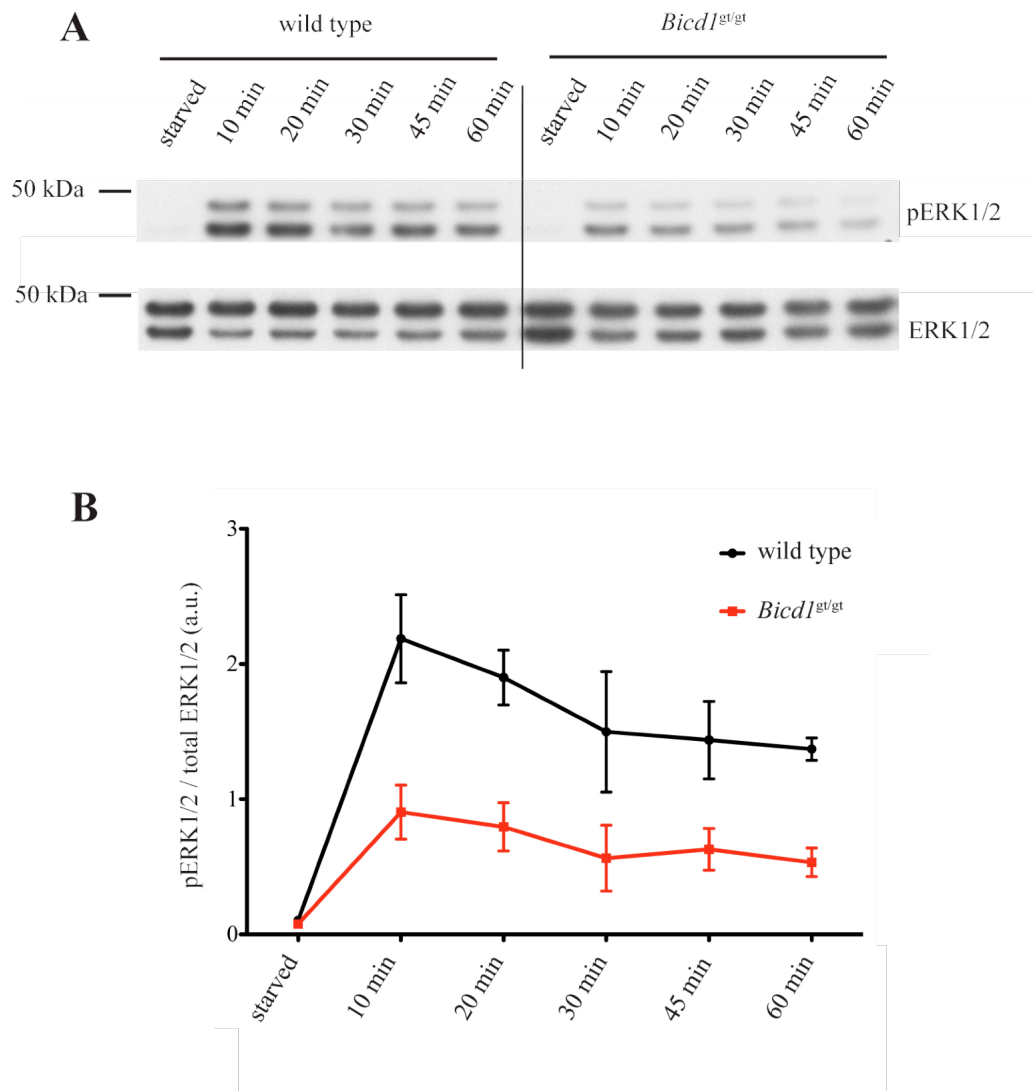 A
wild type
Bicd1gt/gt
starved
10 min
20 min
30 min
45 min
60 min
starved
10 min
20 min
30 min
45 min
60 min
50 kDa
pERK1/2
50 kDa
ERK1/2
B
3
2
1
0
pERK1/2 / total ERK1/2 (a.u.)
wild type
Bicd1gt/gt
starved
10 min
20 min
30 min
45 min
60 min